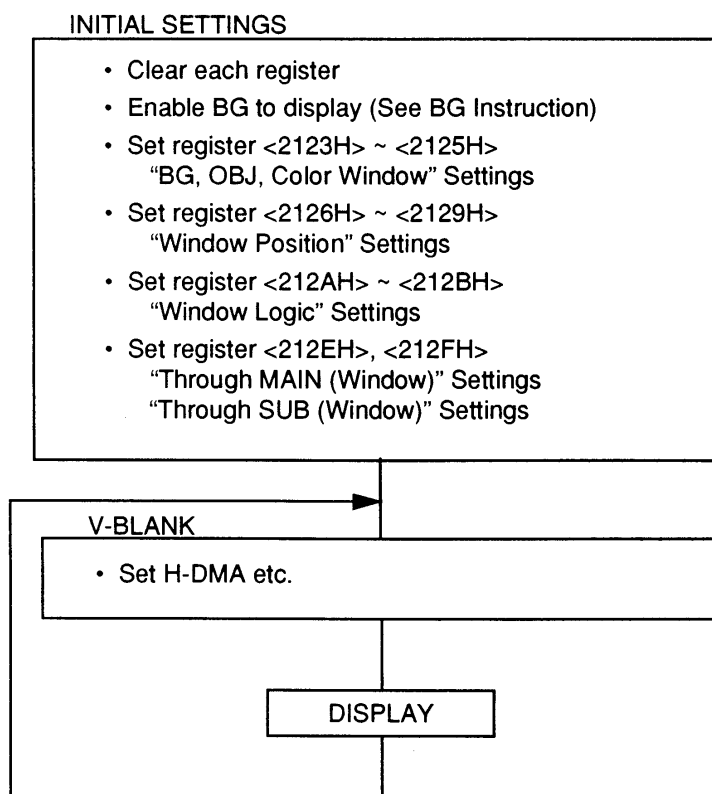 INITIAL SETTINGS
• Clear each register
• Enable BG to display (See BG Instruction)
• Set register <2123H> ~ <2125H>
“BG, OBJ, Color Window” Settings
• Set register <2126H> ~ <2129H>
“Window Position” Settings
• Set register <212AH> ~ <212BH>
“Window Logic” Settings
• Set register <212EH>, <212FH>
“Through MAIN (Window)” Settings
“Through SUB (Window)” Settings
V-BLANK
• Set H-DMA etc.
DISPLAY